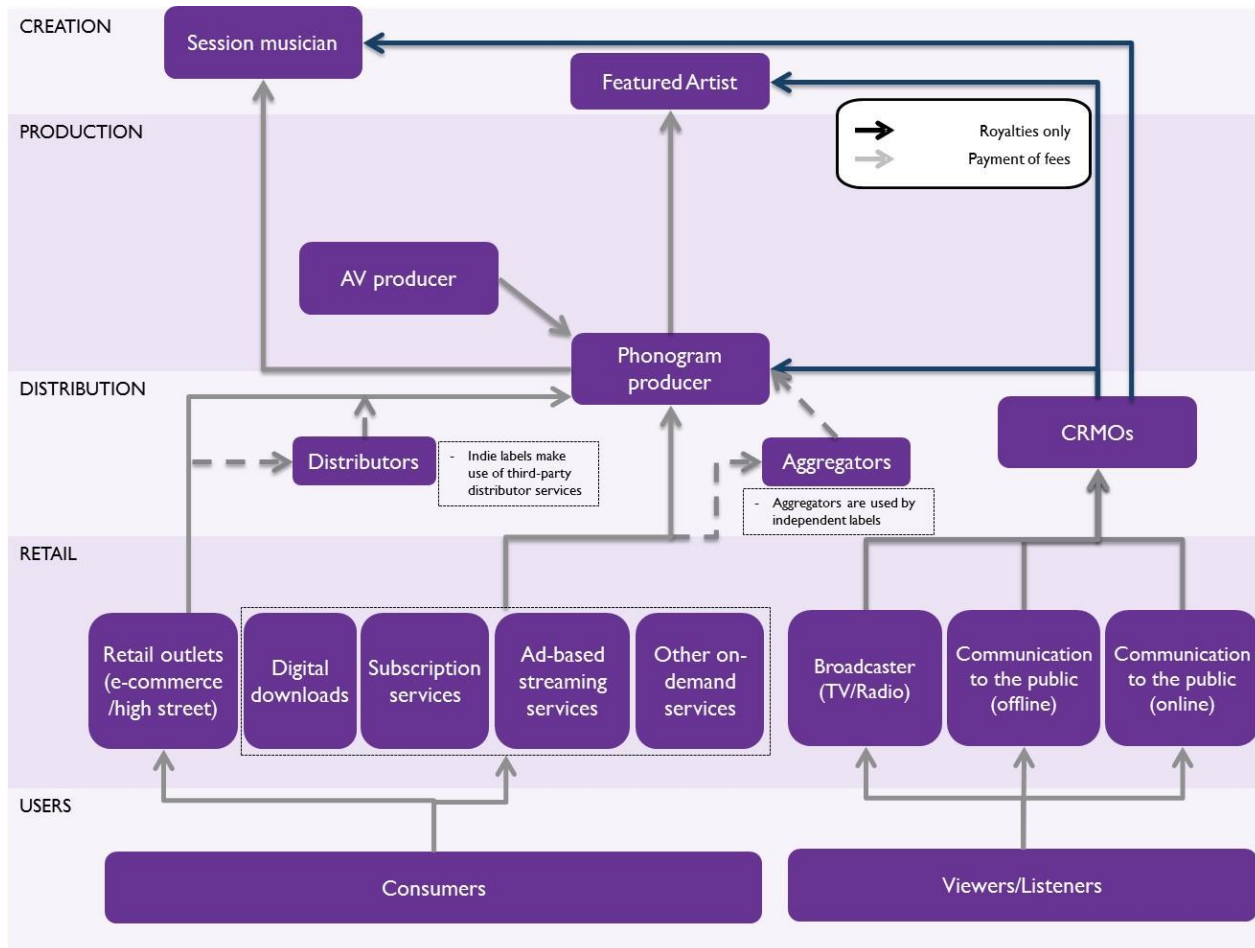 CREATION
Session musician
Featured Artist
Royalties only
Payment of fees
PRODUCTION
AV producer
Phonogram
producer
DISTRIBUTION
Distributors
- Indie labels make
use of third-party
distributor services
Aggregators
- Aggregators are used by
independent labels
CRMOs
RETAIL
Retail outlets
(e-commerce
/high street)
Digital
downloads
Subscription
services
Ad-based
streaming
services
Other on-
demand
services
Broadcaster
(TV/Radio)
Communication
to the public
(offline)
Communication
to the public
(online)
USERS
Consumers
Viewers/Listeners